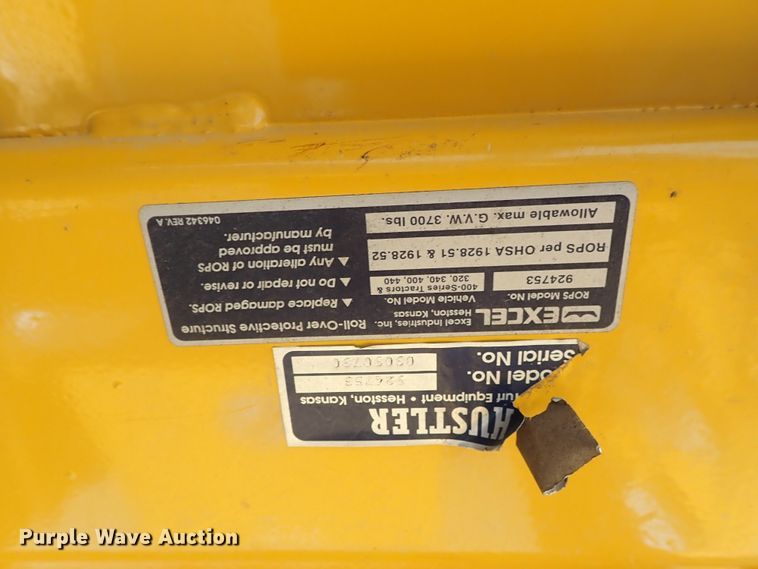 EXCEL
Excel Industries, Inc.
Hesston, Kansas
Roll-Over Protective Structure
ROPS Model No.
924753
Vehicle Model No.
400-Series Tractors &
320, 340, 400, 440
ROPS per OHSA 1928.51 & 1928.52
Allowable max. G.V.W. 3700 lbs.
▲ Replace damaged ROPS.
▲ Do not repair or revise.
▲ Any alteration of ROPS
must be approved
by manufacturer.
046342 REV. A
HUSTLER
Turf Equipment • Hesston, Kansas
Model No. 924753
Serial No.
Purple Wave Auction